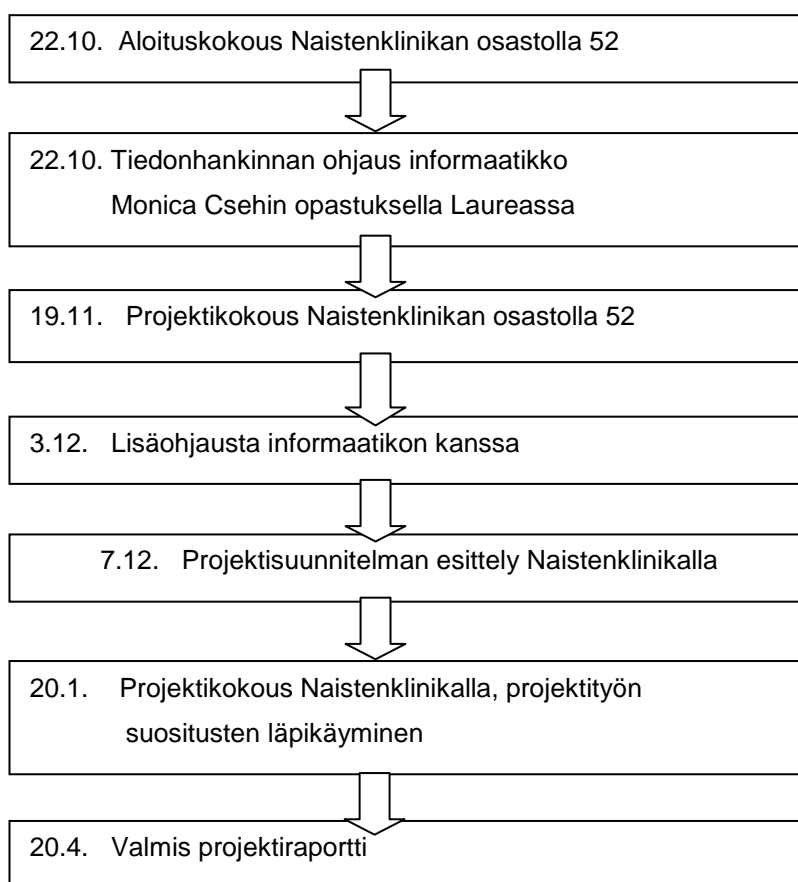 22.10. Aloituskokous Naistenklinikan osastolla 52
22.10. Tiedonhankinnan ohjaus informaatikko
Monica Csehin opastuksella Laureassa
19.11. Projektikokous Naistenklinikan osastolla 52
3.12. Lisäohjausta informaatikon kanssa
7.12. Projektisuunnitelman esittely Naistenklinikalla
20.1. Projektikokous Naistenklinikalla, projektityön
suositusten läpikäyminen
20.4. Valmis projektiraportti